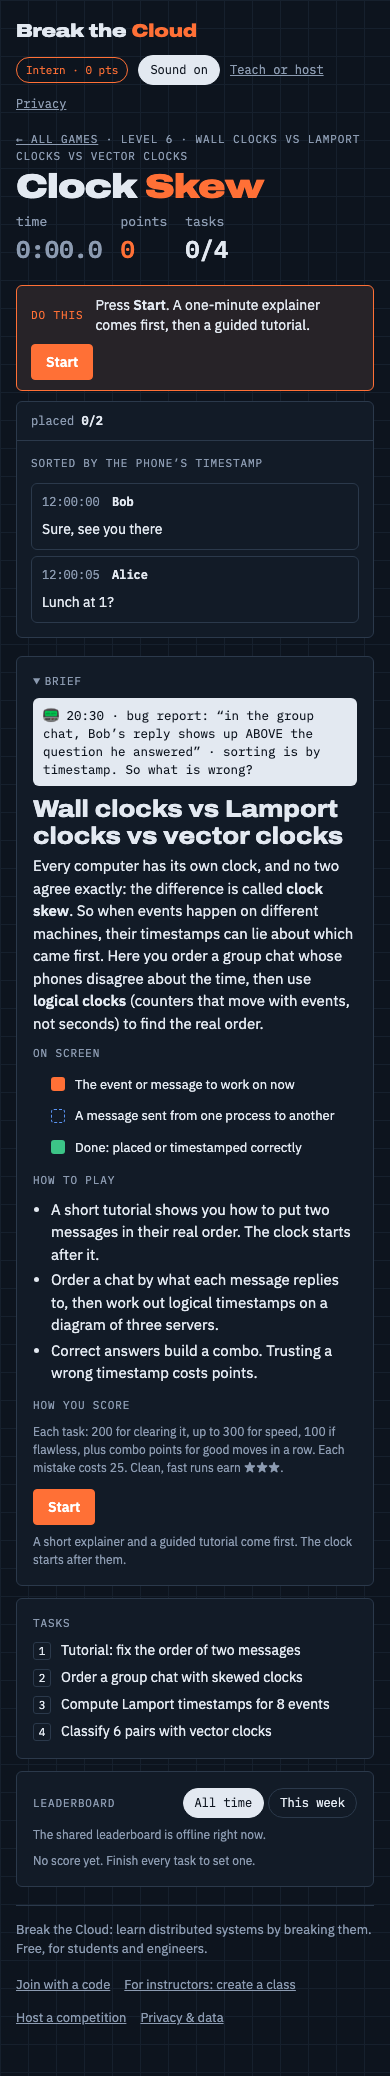 Break the Cloud
Intern · 0 pts
Sound on
Teach or host
Privacy
← ALL GAMES · LEVEL 6 · WALL CLOCKS VS LAMPORT
CLOCKS VS VECTOR CLOCKS
Clock Skew
time points tasks
0:00.0 0 0/4
DO THIS
Press Start. A one-minute explainer
comes first, then a guided tutorial.
Start
placed 0/2
SORTED BY THE PHONE'S TIMESTAMP
12:00:00 Bob
Sure, see you there
12:00:05 Alice
Lunch at 1?
▼ BRIEF
20:30 · bug report: “in the group
chat, Bob’s reply shows up ABOVE the
question he answered” · sorting is by
timestamp. So what is wrong?
Wall clocks vs Lamport
clocks vs vector clocks
Every computer has its own clock, and no two
agree exactly: the difference is called clock
skew. So when events happen on different
machines, their timestamps can lie about which
came first. Here you order a group chat whose
phones disagree about the time, then use
logical clocks (counters that move with events,
not seconds) to find the real order.
ON SCREEN
The event or message to work on now
A message sent from one process to another
Done: placed or timestamped correctly
HOW TO PLAY
• A short tutorial shows you how to put two
messages in their real order. The clock starts
after it.
• Order a chat by what each message replies
to, then work out logical timestamps on a
diagram of three servers.
• Correct answers build a combo. Trusting a
wrong timestamp costs points.
HOW YOU SCORE
Each task: 200 for clearing it, up to 300 for speed, 100 if
flawless, plus combo points for good moves in a row. Each
mistake costs 25. Clean, fast runs earn ★★★.
Start
A short explainer and a guided tutorial come first. The clock
starts after them.
TASKS
1 Tutorial: fix the order of two messages
2 Order a group chat with skewed clocks
3 Compute Lamport timestamps for 8 events
4 Classify 6 pairs with vector clocks
LEADERBOARD
All time
This week
The shared leaderboard is offline right now.
No score yet. Finish every task to set one.
Break the Cloud: learn distributed systems by breaking them.
Free, for students and engineers.
Join with a code For instructors: create a class
Host a competition Privacy & data